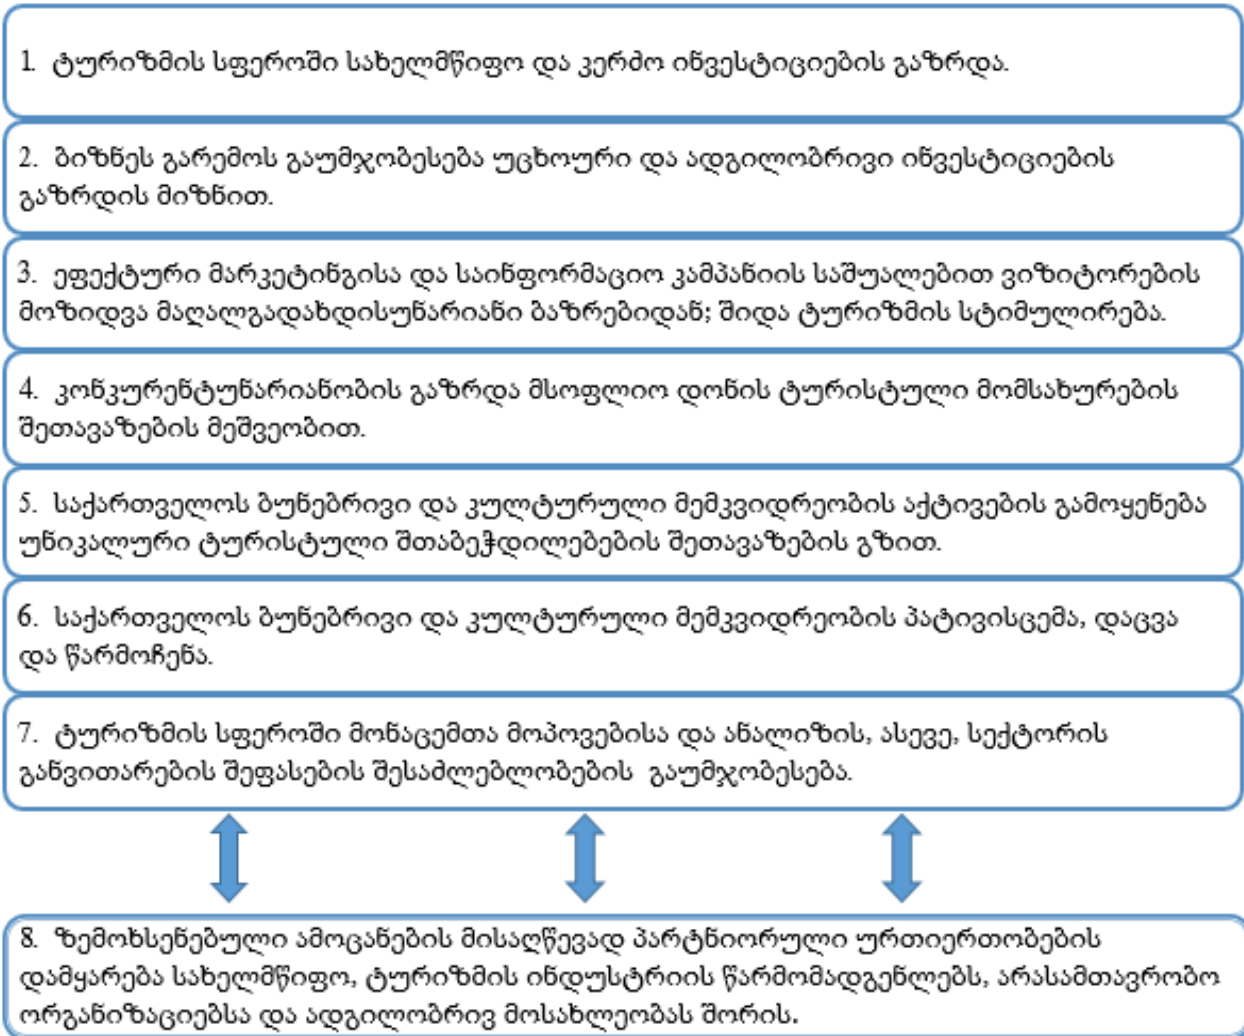 1. ტურიზმის სფეროში სახელმწიფო და კერძო ინვესტიციების გაზრდა.
2. ბიზნეს გარემოს გაუმჯობესება უცხოური და ადგილობრივი ინვესტიციების
გაზრდის მიზნით.
3. ეფექტური მარკეტინგისა და საინფორმაციო კამპანიის საშუალებით ვიზიტორების
მოზიდვა მაღალგადახდისუნარიანი ბაზრებიდან; შიდა ტურიზმის სტიმულირება.
4. კონკურენტუნარიანობის გაზრდა მსოფლიო დონის ტურისტული მომსახურების
შეთავაზების მეშვეობით.
5. საქართველოს ბუნებრივი და კულტურული მემკვიდრეობის აქტივების გამოყენება
უნიკალური ტურისტული შთაბეჭდილებების შეთავაზების გზით.
6. საქართველოს ბუნებრივი და კულტურული მემკვიდრეობის პატივისცემა, დაცვა
და წარმოჩენა.
7. ტურიზმის სფეროში მონაცემთა მოპოვებისა და ანალიზის, ასევე, სექტორის
განვითარების შეფასების შესაძლებლობების გაუმჯობესება.
8. ზემოხსენებული ამოცანების მისაღწევად პარტნიორული ურთიერთობების
დამყარება სახელმწიფო, ტურიზმის ინდუსტრიის წარმომადგენლებს, არასამთავრობო
ორგანიზაციებსა და ადგილობრივ მოსახლეობას შორის.